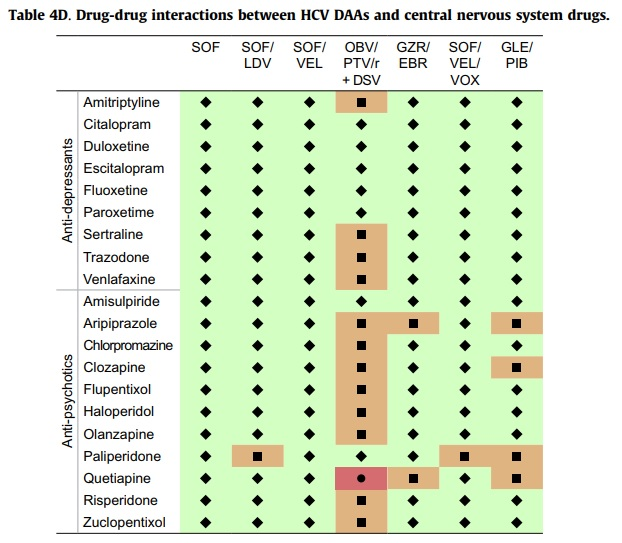 Table 4D. Drug-drug interactions between HCV DAAs and central nervous system drugs.
SOF SOF/ SOF/ OBV/ GZR/ SOF/ GLE/
LDV VEL PTV/r EBR VEL/ PIB
+ DSV VOX
Anti-depressants
Amitriptyline ◆ ◆ ◆ ■ ◆ ◆ ◆
Citalopram ◆ ◆ ◆ ◆ ◆ ◆ ◆
Duloxetine ◆ ◆ ◆ ◆ ◆ ◆ ◆
Escitalopram ◆ ◆ ◆ ◆ ◆ ◆ ◆
Fluoxetine ◆ ◆ ◆ ◆ ◆ ◆ ◆
Paroxetime ◆ ◆ ◆ ◆ ◆ ◆ ◆
Sertraline ◆ ◆ ◆ ■ ◆ ◆ ◆
Trazodone ◆ ◆ ◆ ■ ◆ ◆ ◆
Venlafaxine ◆ ◆ ◆ ■ ◆ ◆ ◆
Anti-psychotics
Amisulpiride ◆ ◆ ◆ ◆ ◆ ◆ ◆
Aripiprazole ◆ ◆ ◆ ■ ■ ◆ ■
Chlorpromazine ◆ ◆ ◆ ■ ◆ ◆ ◆
Clozapine ◆ ◆ ◆ ■ ◆ ◆ ■
Flupentixol ◆ ◆ ◆ ■ ◆ ◆ ◆
Haloperidol ◆ ◆ ◆ ■ ◆ ◆ ◆
Olanzapine ◆ ◆ ◆ ■ ◆ ◆ ◆
Paliperidone ◆ ■ ◆ ◆ ◆ ■ ■
Quetiapine ◆ ◆ ◆ ● ■ ◆ ■
Risperidone ◆ ◆ ◆ ■ ◆ ◆ ◆
Zuclopentixol ◆ ◆ ◆ ■ ◆ ◆ ◆